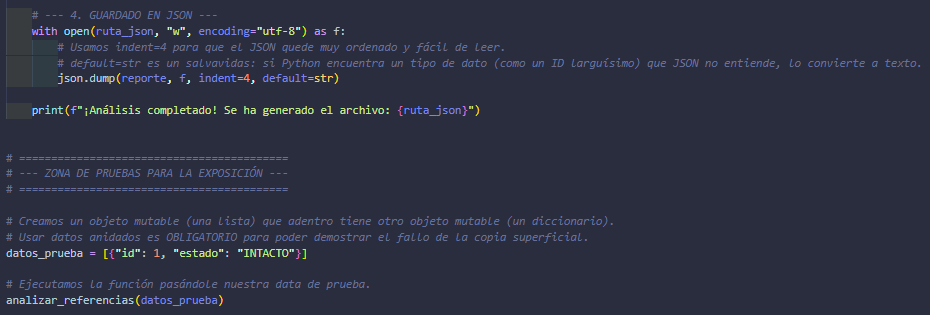 # --- 4. GUARDADO EN JSON ---
with open(ruta_json, "w", encoding="utf-8") as f:
# Usamos indent=4 para que el JSON quede muy ordenado y fácil de leer.
# default=str es un salvavidas: si Python encuentra un tipo de dato (como un ID larguísimo) que JSON no entiende, lo convierte a texto.
json.dump(reporte, f, indent=4, default=str)
print(f"¡Análisis completado! Se ha generado el archivo: {ruta_json}")
# ==========================================
# --- ZONA DE PRUEBAS PARA LA EXPOSICIÓN ---
# ==========================================
# Creamos un objeto mutable (una lista) que adentro tiene otro objeto mutable (un diccionario).
# Usar datos anidados es OBLIGATORIO para poder demostrar el fallo de la copia superficial.
datos_prueba = [{"id": 1, "estado": "INTACTO"}]
# Ejecutamos la función pasándole nuestra data de prueba.
analizar_referencias(datos_prueba)